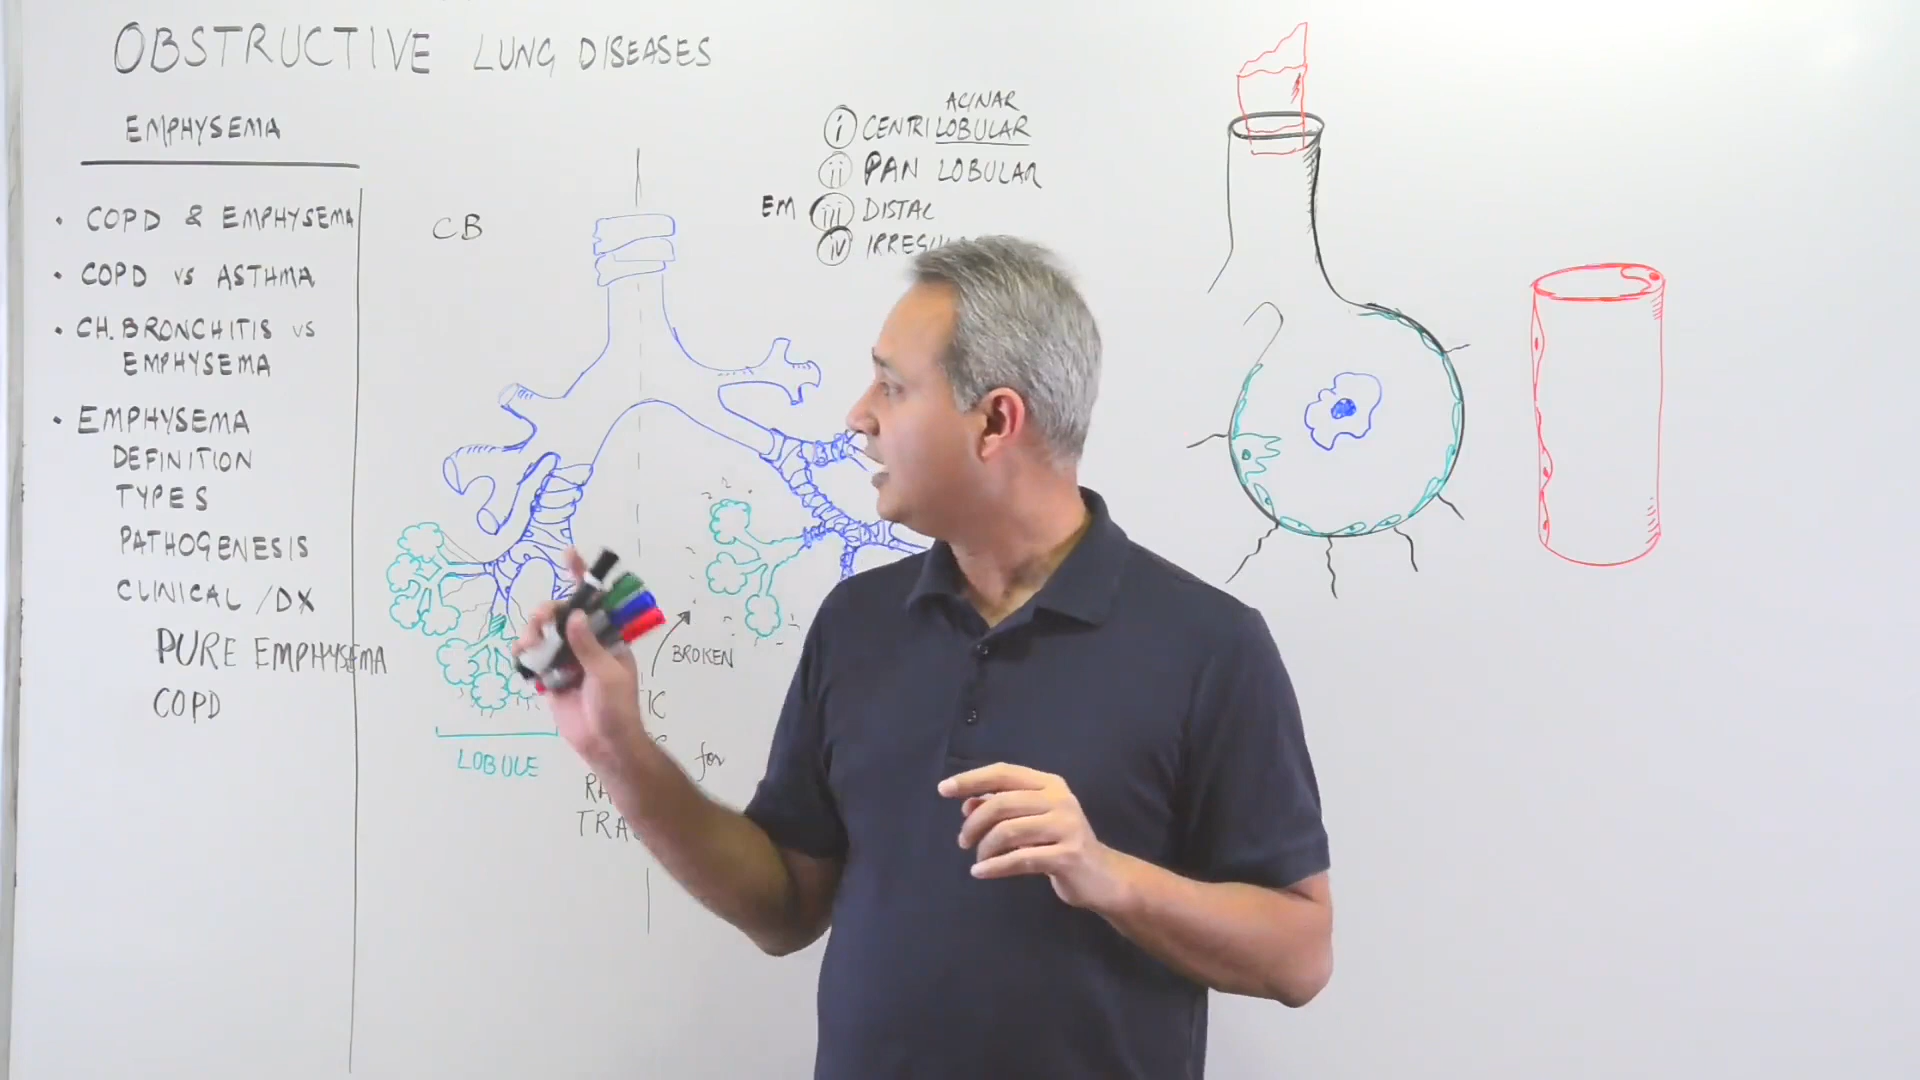 OBSTRUCTIVE LUNG DISEASES
EMPHYSEMA
• COPD & EMPHYSEMA
• COPD VS ASTHMA
• CH. BRONCHITIS VS
EMPHYSEMA
• EMPHYSEMA
DEFINITION
TYPES
PATHOGENESIS
CLINICAL / DX
PURE EMPHYSEMA
COPD
CB
ACINAR
i CENTRILOBULAR
ii PAN LOBULAR
EM iii DISTAL
iv
BROKEN
LOBULE
for